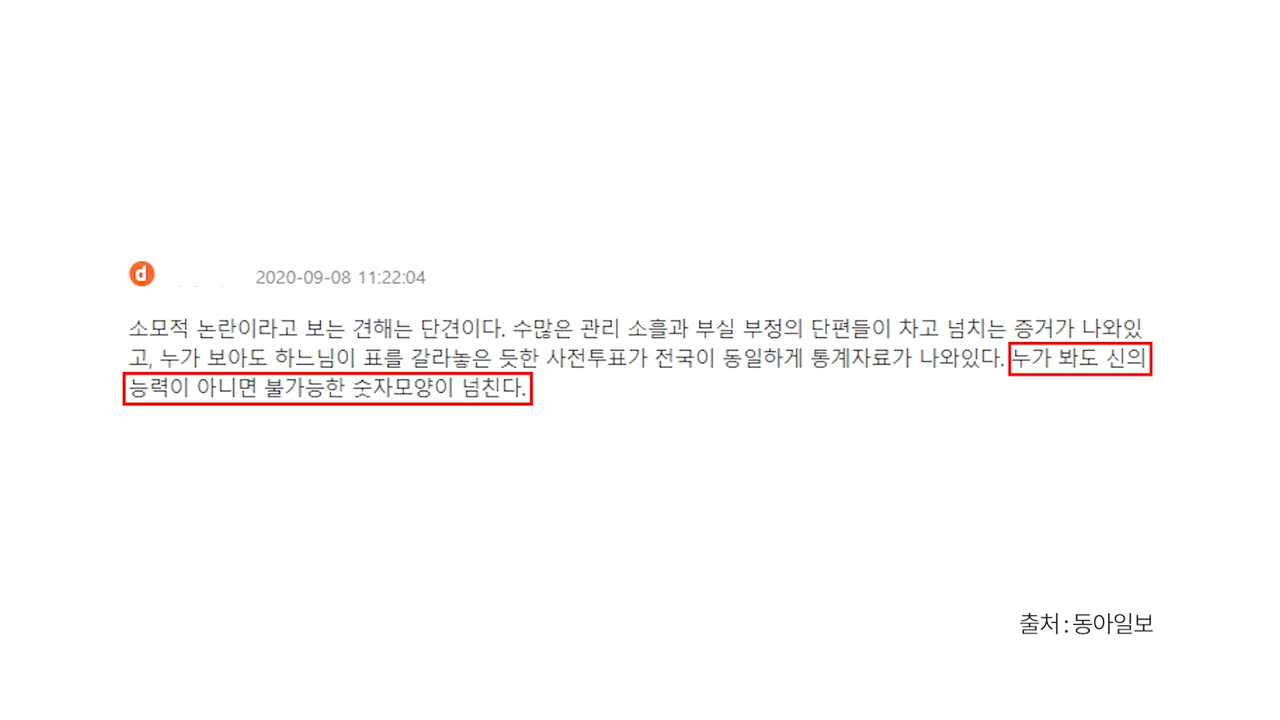 d
2020-09-08 11:22:04
소모적 논란이라고 보는 견해는 단견이다. 수많은 관리 소흘과 부실 부정의 단편들이 차고 넘치는 증거가 나와있
고, 누가 보아도 하느님이 표를 갈라놓은 듯한 사전투표가 전국이 동일하게 통계자료가 나와있다. 누가 봐도 신의
능력이 아니면 불가능한 숫자모양이 넘친다.
출처 : 동아일보